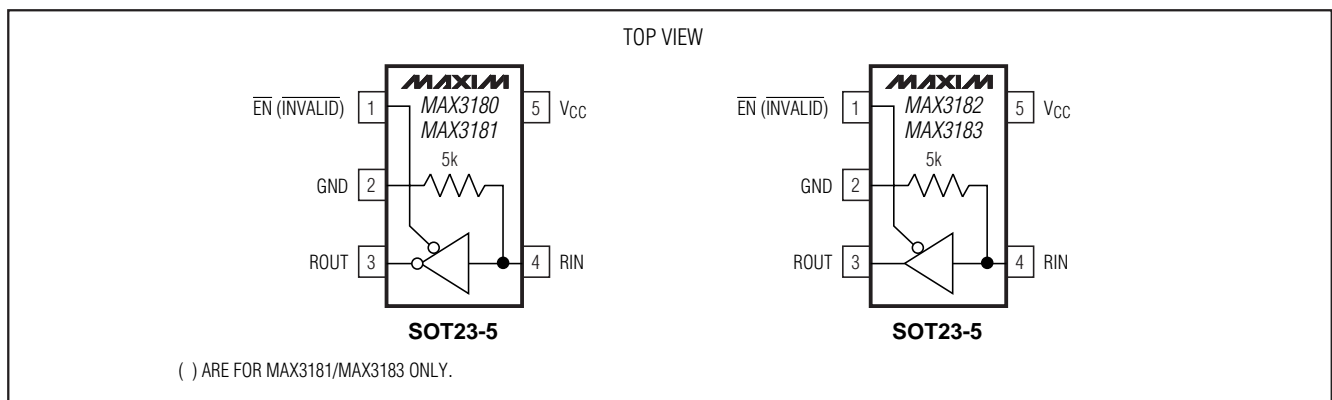 TOP VIEW
MAXIM
MAX3180
MAX3181
5k
EN (INVALID) 1
GND 2
ROUT 3
5 VCC
4 RIN
SOT23-5
MAXIM
MAX3182
MAX3183
5k
EN (INVALID) 1
GND 2
ROUT 3
5 VCC
4 RIN
SOT23-5
( ) ARE FOR MAX3181/MAX3183 ONLY.